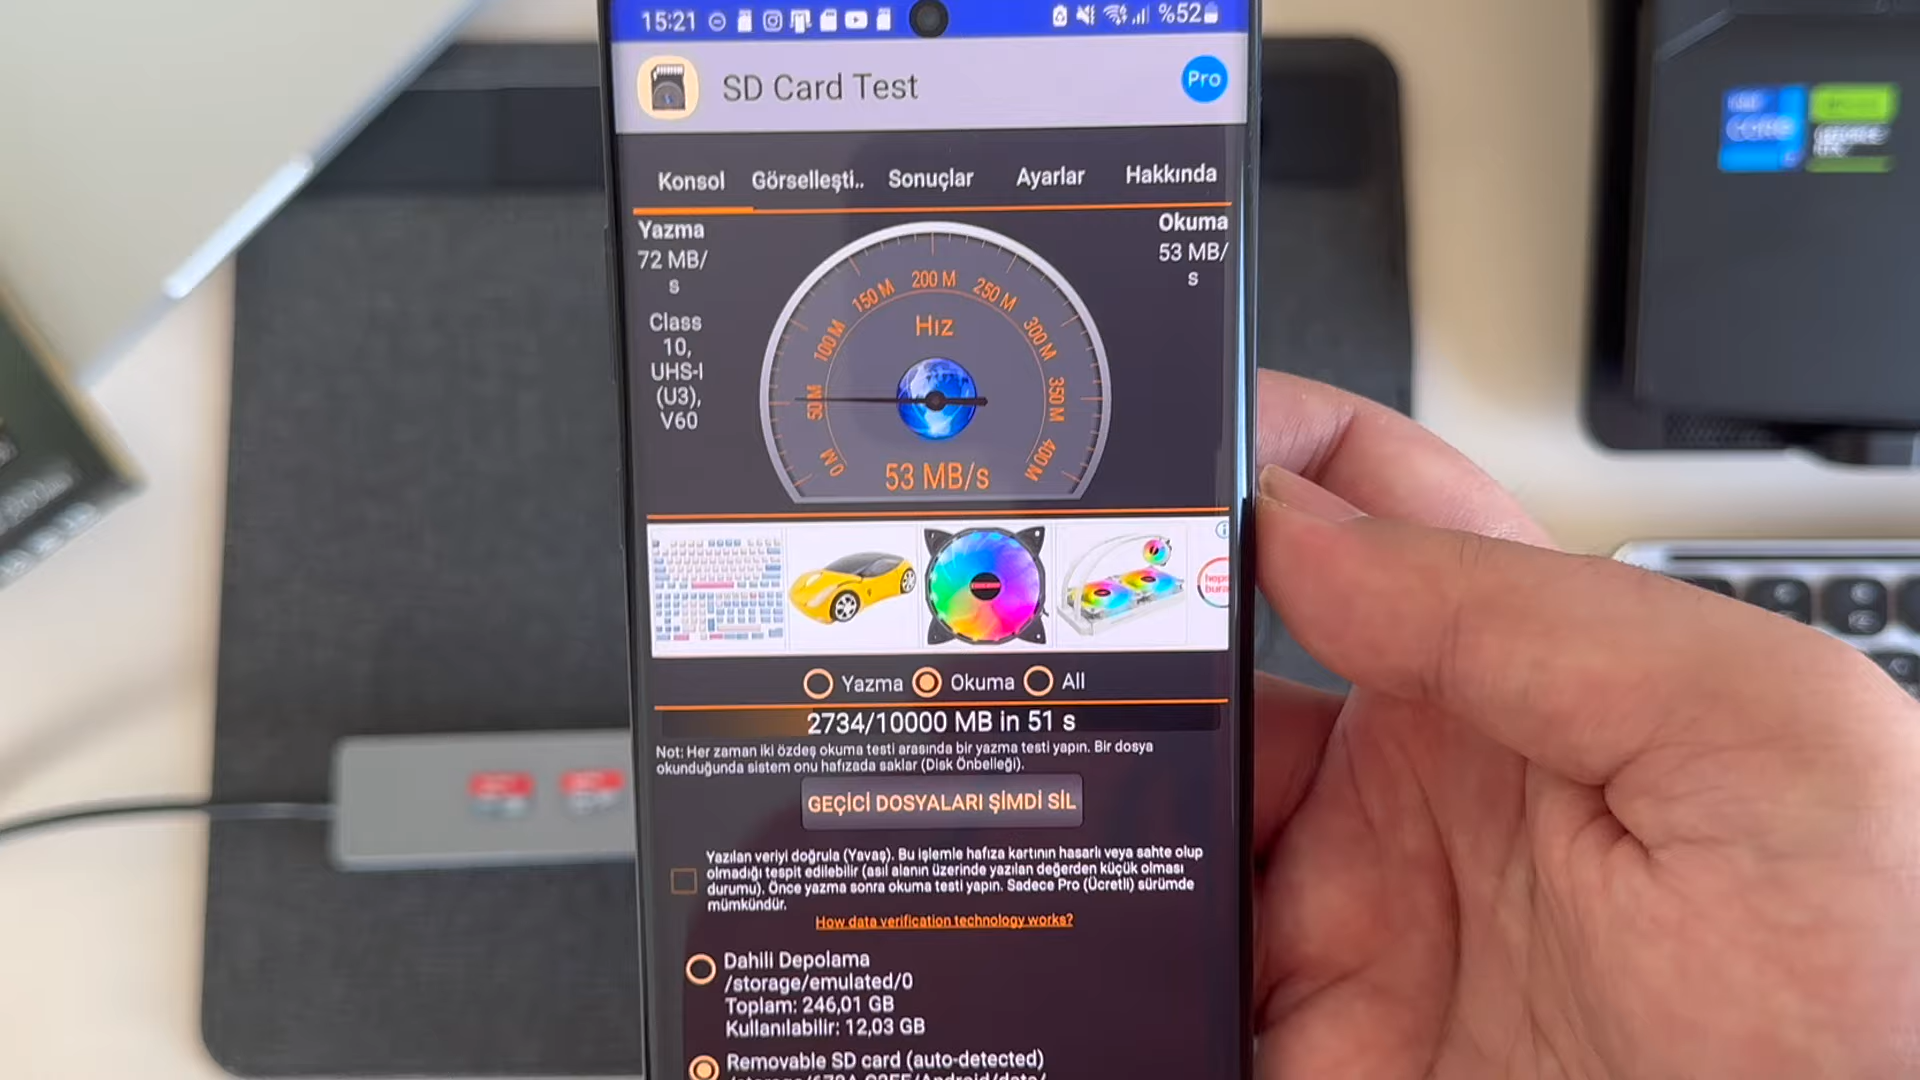 15:21
%52
SD Card Test
Pro
Konsol Görselleşti.. Sonuçlar Ayarlar Hakkında
Yazma
72 MB/
s
Class
10,
UHS-I
(U3),
V60
Okuma
53 MB/
s
0 M
50 M
100 M
150 M
200 M
250 M
300 M
350 M
400 M
Hız
53 MB/s
heps
bura
Yazma Okuma All
2734/10000 MB in 51 s
Not: Her zaman iki özdeş okuma testi arasında bir yazma testi yapın. Bir dosya
okunduğunda sistem onu hafızada saklar (Disk Önbelleği).
GEÇİCİ DOSYALARI ŞİMDİ SİL
Yazılan veriyi doğrula (Yavaş). Bu işlemle hafıza kartının hasarlı veya sahte olup
olmadığı tespit edilebilir (asıl alanın üzerinde yazılan değerden küçük olması
durumu). Önce yazma sonra okuma testi yapın. Sadece Pro (Ücretli) sürümde
mümkündür.
How data verification technology works?
Dahili Depolama
/storage/emulated/0
Toplam: 246,01 GB
Kullanılabilir: 12,03 GB
Removable SD card (auto-detected)
CORE